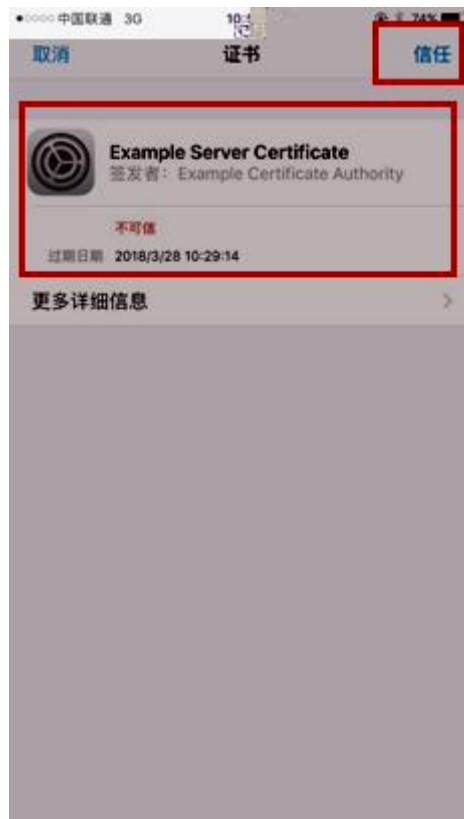 中国联通 3G
74%
取消 证书 信任
Example Server Certificate
签发者: Example Certificate Authority
不可信
过期日期 2018/3/28 10:29:14
更多详细信息